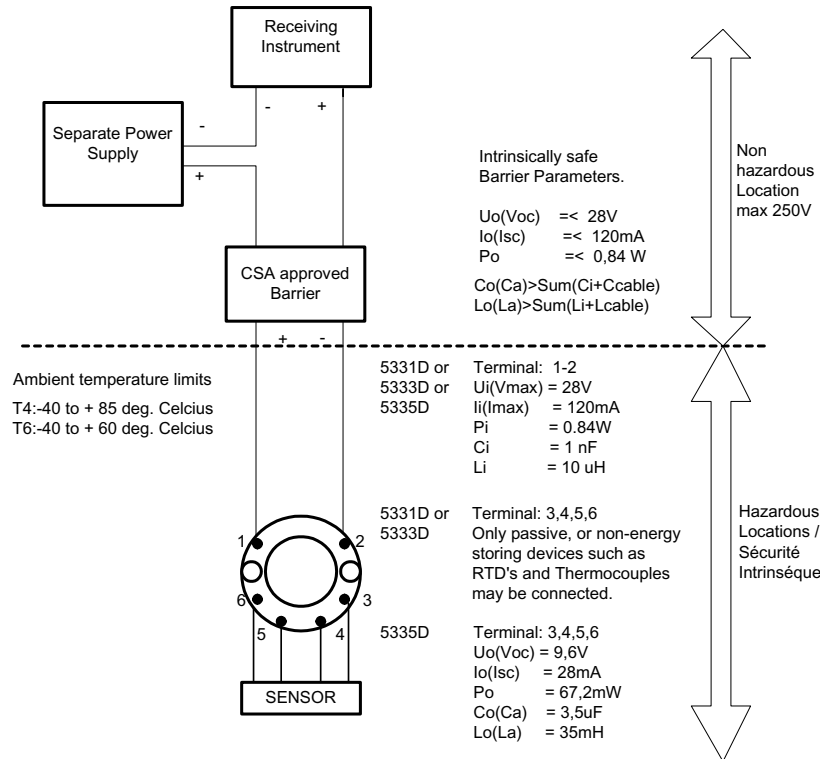 Receiving
Instrument
-
+
Separate Power
Supply
-
+
CSA approved
Barrier
+
-
Intrinsically safe
Barrier Parameters.
Uo(Voc) =< 28V
Io(Isc) =< 120mA
Po =< 0,84 W
Co(Ca)>Sum(Ci+Ccable)
Lo(La)>Sum(Li+Lcable)
Non
hazardous
Location
max 250V
Ambient temperature limits
T4:-40 to + 85 deg. Celcius
T6:-40 to + 60 deg. Celcius
5331D or
5333D or
5335D
Terminal: 1-2
Ui(Vmax) = 28V
Ii(Imax) = 120mA
Pi = 0.84W
Ci = 1 nF
Li = 10 uH
5331D or
5333D
Terminal: 3,4,5,6
Only passive, or non-energy
storing devices such as
RTD's and Thermocouples
may be connected.
Hazardous
Locations /
Sécurité
Intrinséque
1
2
6
3
5
4
SENSOR
5335D
Terminal: 3,4,5,6
Uo(Voc) = 9,6V
Io(Isc) = 28mA
Po = 67,2mW
Co(Ca) = 3,5uF
Lo(La) = 35mH